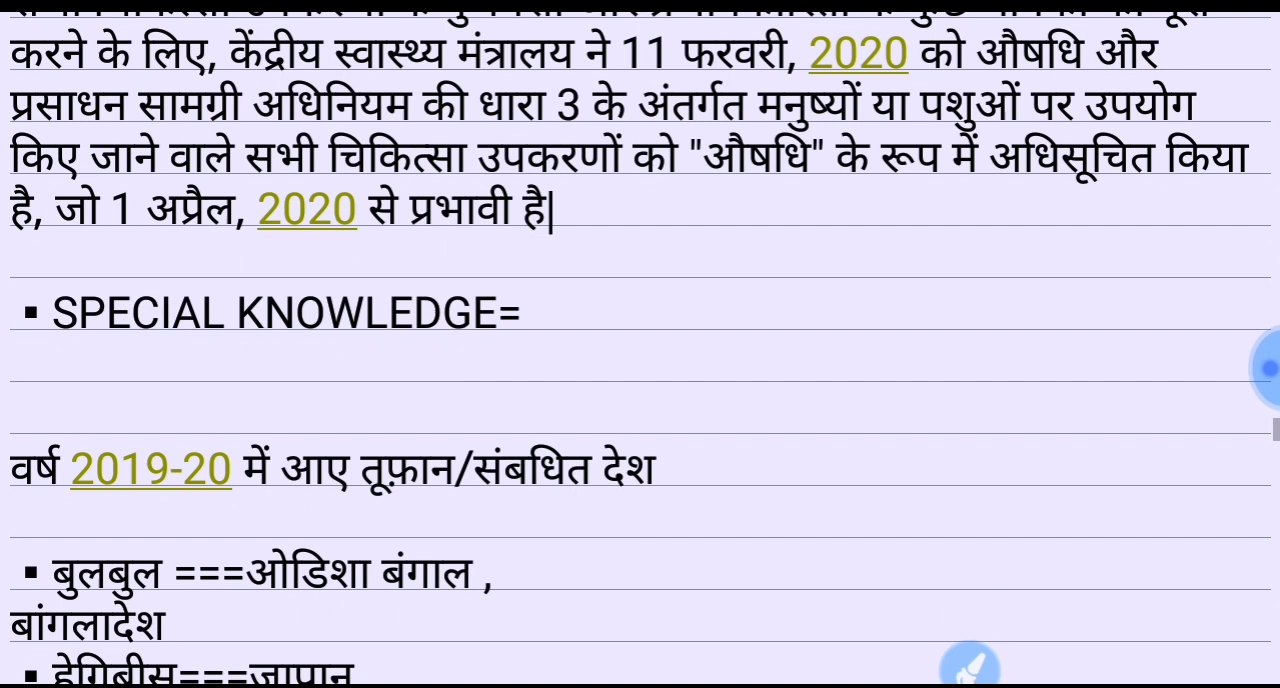 करने के लिए, केंद्रीय स्वास्थ्य मंत्रालय ने 11 फरवरी, 2020 को औषधि और
प्रसाधन सामग्री अधिनियम की धारा 3 के अंतर्गत मनुष्यों या पशुओं पर उपयोग
किए जाने वाले सभी चिकित्सा उपकरणों को "औषधि" के रूप में अधिसूचित किया
है, जो 1 अप्रैल, 2020 से प्रभावी है|
▪ SPECIAL KNOWLEDGE=
वर्ष 2019-20 में आए तूफ़ान/संबधित देश
▪ बुलबुल ===ओडिशा बंगाल ,
बांगलादेश
▪ हेगिबीस===जापान